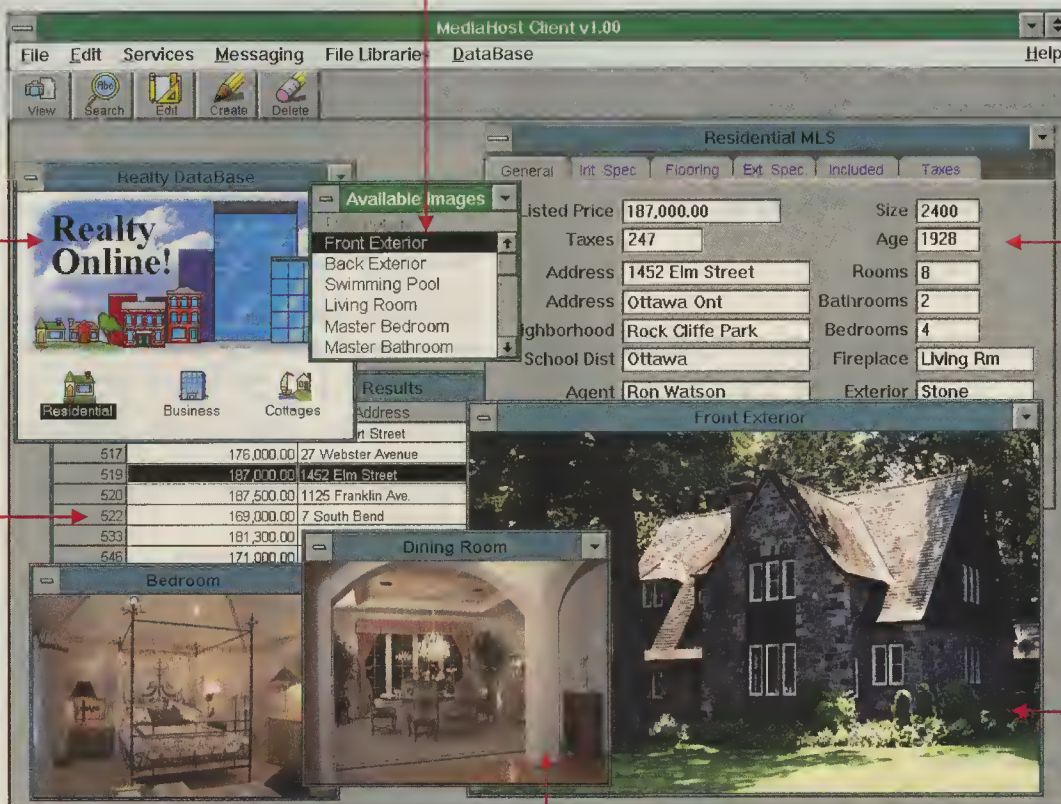 MediaHost Client v1.00
File Edit Services Messaging File Librarie DataBase Help
View Search Edit Create Delete
Realty DataBase
Realty
Online!
Residential Business Cottages
Available Images
Front Exterior
Back Exterior
Swimming Pool
Living Room
Master Bedroom
Master Bathroom
Residential MLS
General Int Spec Flooring Ext Spec. Included Taxes
Listed Price 187,000.00 Size 2400
Taxes 247 Age 1928
Address 1452 Elm Street Rooms 8
Address Ottawa Ont Bathrooms 2
ighborhood Rock Cliffe Park Bedrooms 4
School Dist Ottawa Fireplace Living Rm
Agent Ron Watson Exterior Stone
Results
Address
rt Street
517 176,000.00 27 Webster Avenue
519 187,000.00 1452 Elm Street
520 187,500.00 1125 Franklin Ave.
522 169,000.00 7 South Bend
533 181,300.00
546 171,000.00
Front Exterior
Dining Room
Bedroom